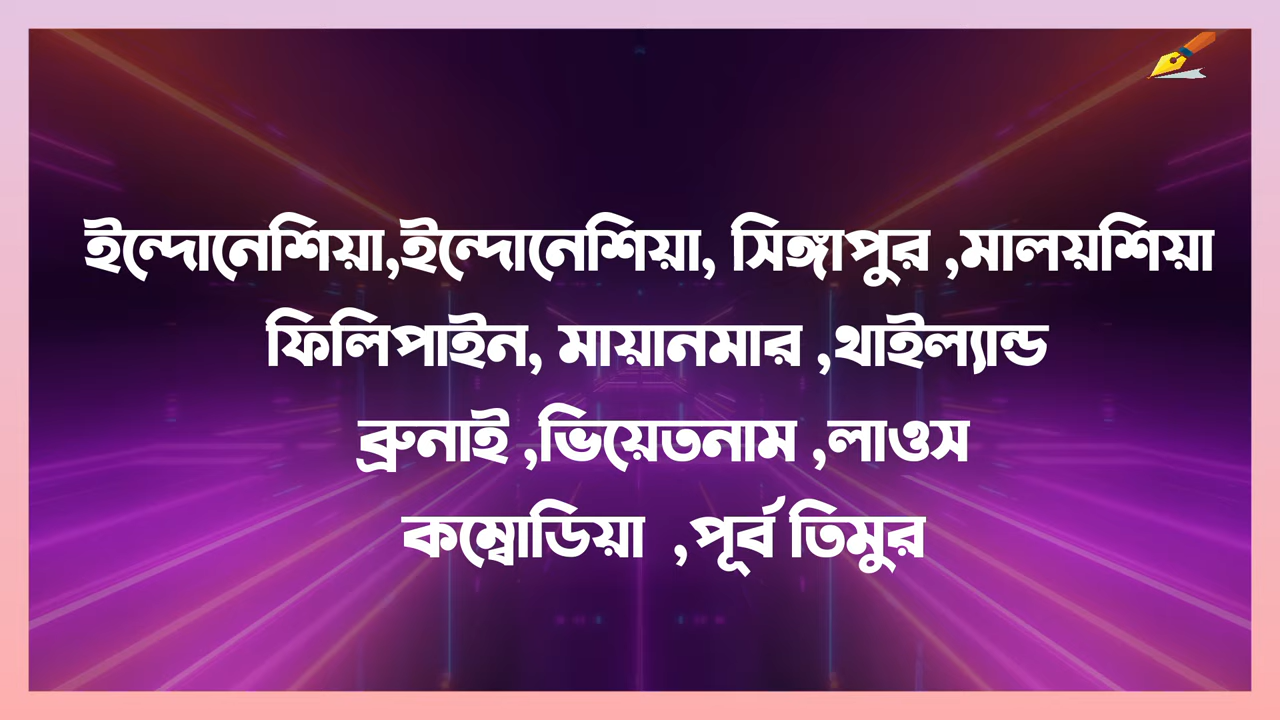 ইন্দোনেশিয়া,ইন্দোনেশিয়া, সিঙ্গাপুর ,মালয়শিয়া
ফিলিপাইন, মায়ানমার ,থাইল্যান্ড
ব্রুনাই ,ভিয়েতনাম ,লাওস
কম্বোডিয়া ,পূর্ব তিমুর